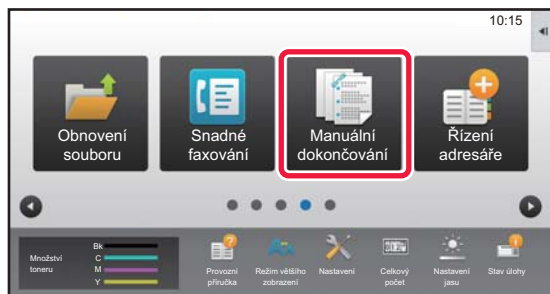 10:15
Obnovení
souboru
Snadné
faxování
Manuální
dokončování
Řízení
adresáře
Množství
toneru
Bk
C
M
Y
Provozní
příručka
Režim většího
zobrazení
Nastavení
Celkový
počet
Nastavení
jasu
Stav úlohy